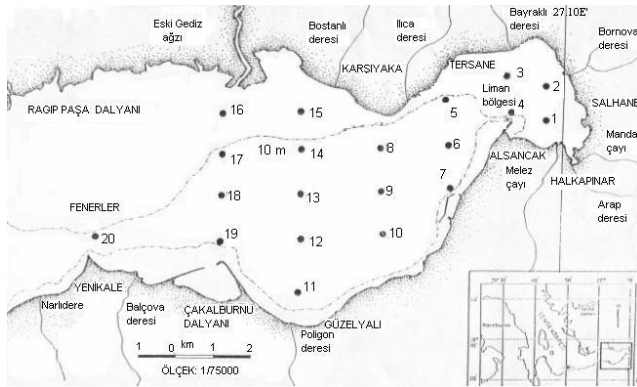 Eski Gediz
ağzı
Bostanlı
deresi
Ilıca
deresi
Bayraklı
deresi
27.10E'
Bornova
deresi
KARŞIYAKA
TERSANE
3
2
Liman
bölgesi
4
1
SALHANE
Manda
çayı
RAGIP PAŞA DALYANI
16
15
5
10 m
14
8
6
17
ALSANCAK
Melez
çayı
HALKAPINAR
7
18
13
9
Arap
deresi
FENERLER
20
19
12
10
11
YENİKALE
Narlıdere
Balçova
deresi
ÇAKALBURNU
DALYANI
GÜZELYALI
Poligon
deresi
1 0 km 1 2
ÖLÇEK: 1/75000